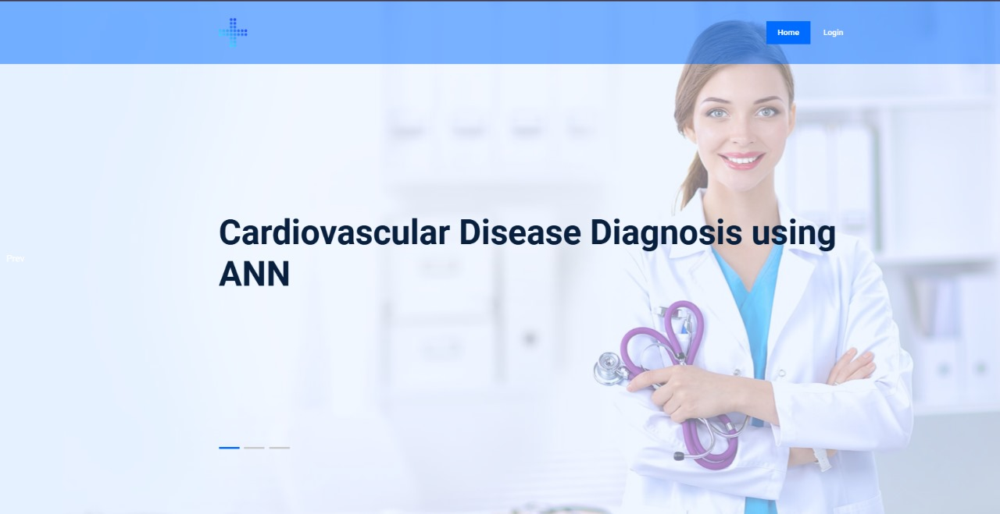 Home
Login
Cardiovascular Disease Diagnosis using
ANN
Prev